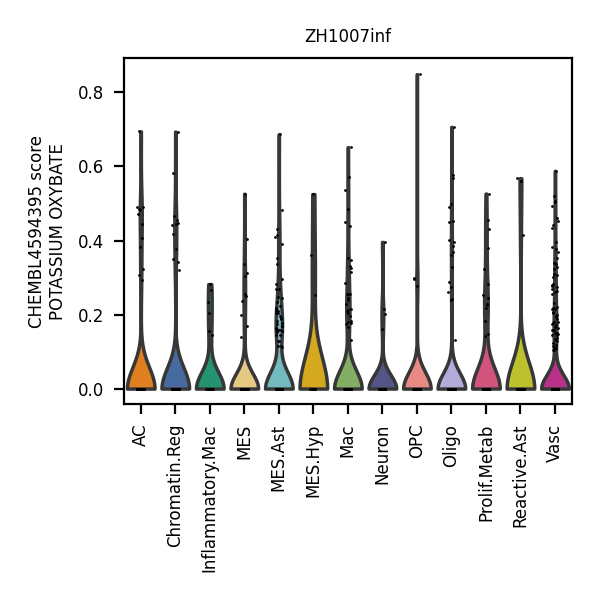 ZH1007inf
CHEMBL4594395 score
POTASSIUM OXYBATE
0.8
0.6
0.4
0.2
0.0
AC
Chromatin.Reg
Inflammatory.Mac
MES
MES.Ast
MES.Hyp
Mac
Neuron
OPC
Oligo
Prolif.Metab
Reactive.Ast
Vasc